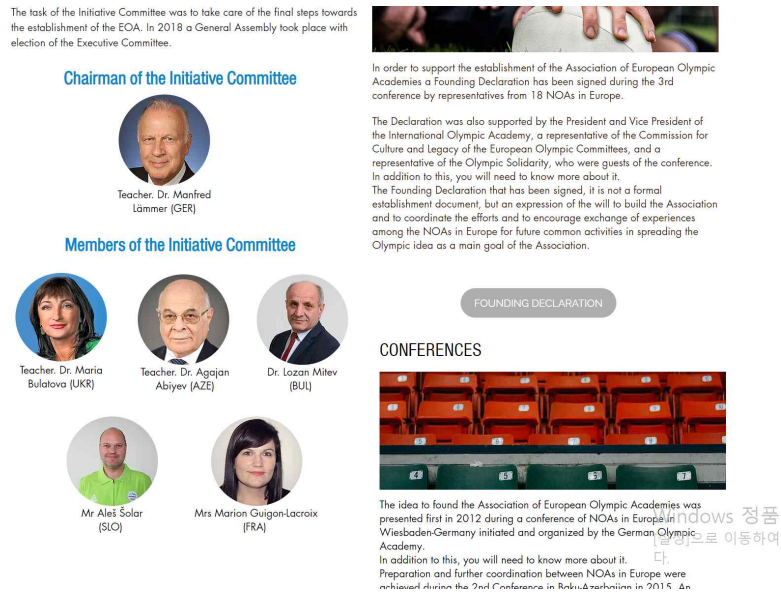 The task of the Initiative Committee was to take care of the final steps towards
the establishment of the EOA. In 2018 a General Assembly took place with
election of the Executive Committee.
Chairman of the Initiative Committee
Teacher. Dr. Manfred
Lämmer (GER)
Members of the Initiative Committee
Teacher. Dr. Maria
Bulatova (UKR)
Teacher. Dr. Agajan
Abiyev (AZE)
Dr. Lozan Mitev
(BUL)
Mr Aleš Šolar
(SLO)
Mrs Marion Guigon-Lacroix
(FRA)
In order to support the establishment of the Association of European Olympic
Academies a Founding Declaration has been signed during the 3rd
conference by representatives from 18 NOAs in Europe.
The Declaration was also supported by the President and Vice President of
the International Olympic Academy, a representative of the Commission for
Culture and Legacy of the European Olympic Committees, and a
representative of the Olympic Solidarity, who were guests of the conference.
In addition to this, you will need to know more about it.
The Founding Declaration that has been signed, it is not a formal
establishment document, but an expression of the will to build the Association
and to coordinate the efforts and to encourage exchange of experiences
among the NOAs in Europe for future common activities in spreading the
Olympic idea as a main goal of the Association.
FOUNDING DECLARATION
CONFERENCES
4
5
5
7
The idea to found the Association of European Olympic Academies was
presented first in 2012 during a conference of NOAs in Europe in
Wiesbaden-Germany initiated and organized by the German Olympic
Academy.
In addition to this, you will need to know more about it.
Preparation and further coordination between NOAs in Europe were
achieved during the 2nd Conference in Baku-Azerbaijan in 2015. An
Windows 정품
[설정]으로 이동하여
다.